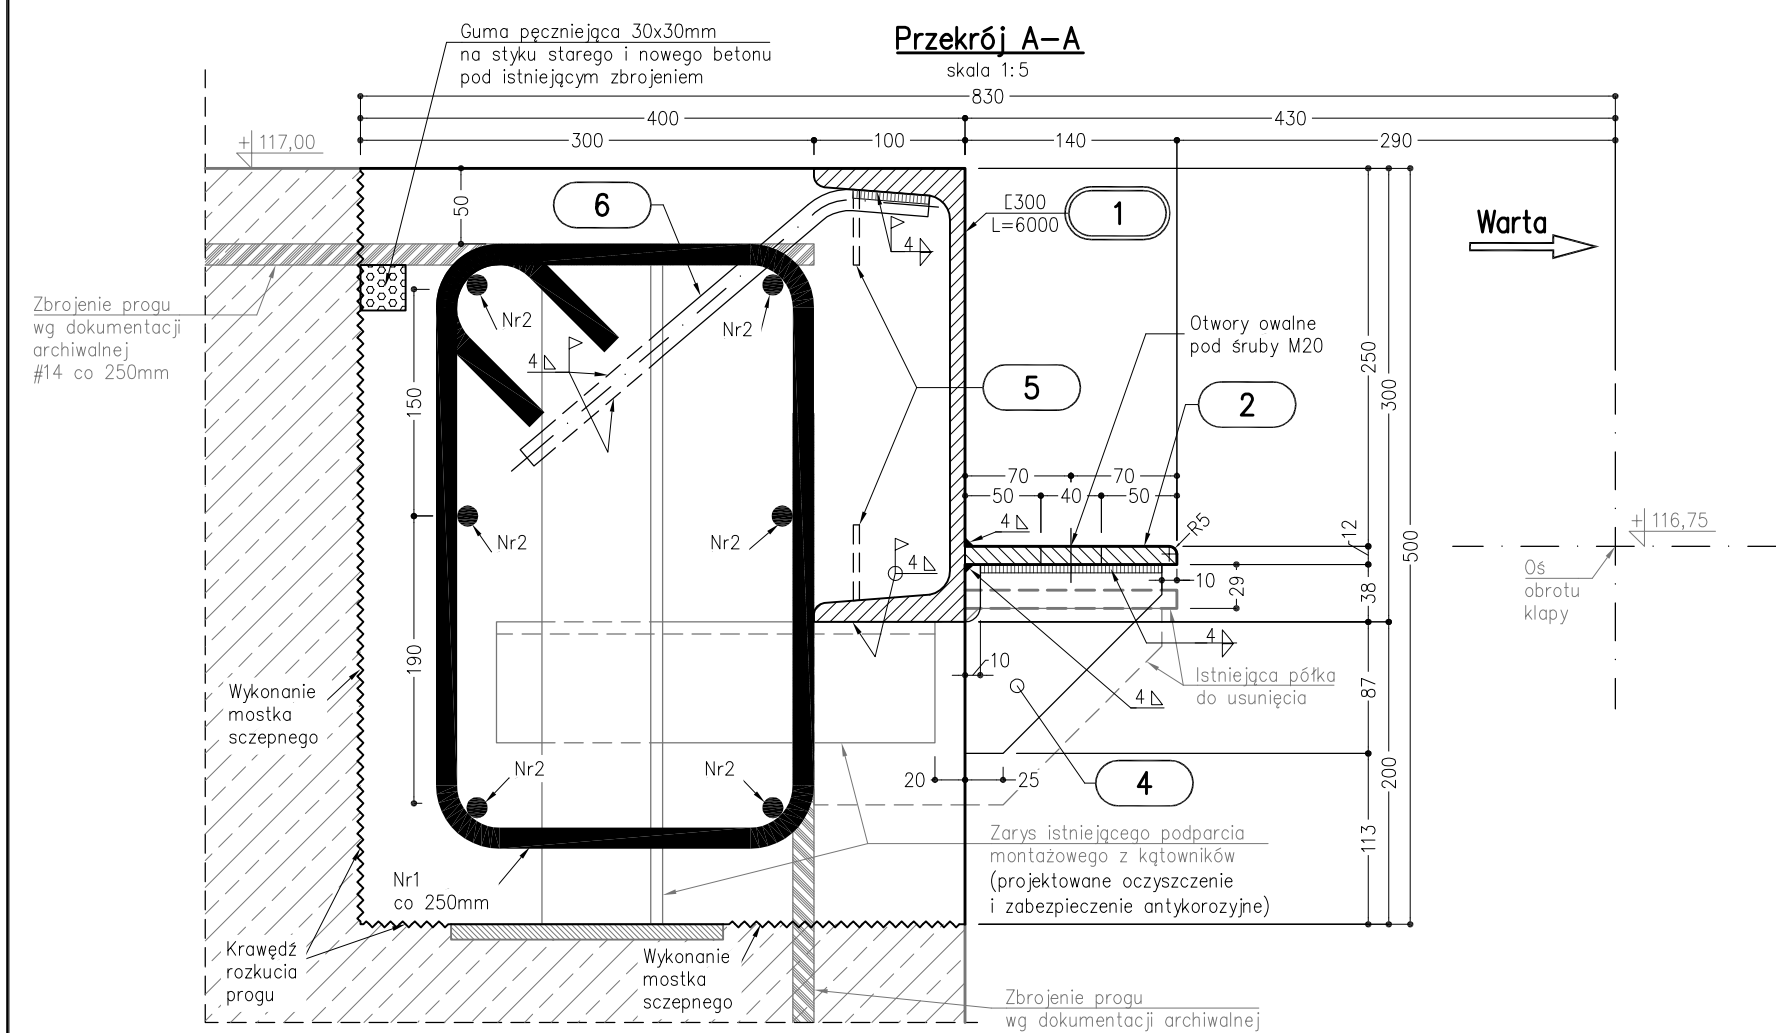 Guma pęczniejąca 30x30mm
na styku starego i nowego betonu
pod istniejącym zbrojeniem
Przekrój A–A
skala 1:5
830
400
430
300
100
140
290
+ 117,00
50
6
[300
L=6000
1
Warta
4
Zbrojenie progu
wg dokumentacji
archiwalnej
#14 co 250mm
Nr2
Nr2
4
Otwory owalne
pod śruby M20
250
300
150
5
2
70
70
50
40
50
4
R5
12
500
+ 116,75
Nr2
Nr2
4
10
29
38
Oś
obrotu
klapy
190
10
4
Istniejąca półka
do usunięcia
4
87
Wykonanie
mostka
sczepnego
Nr2
Nr2
20
25
4
200
Zarys istniejącego podparcia
montażowego z kątowników
(projektowane oczyszczenie
i zabezpieczenie antykorozyjne)
113
Nr1
co 250mm
Krawędź
rozkucia
progu
Wykonanie
mostka
sczepnego
Zbrojenie progu
wg dokumentacji archiwalnej